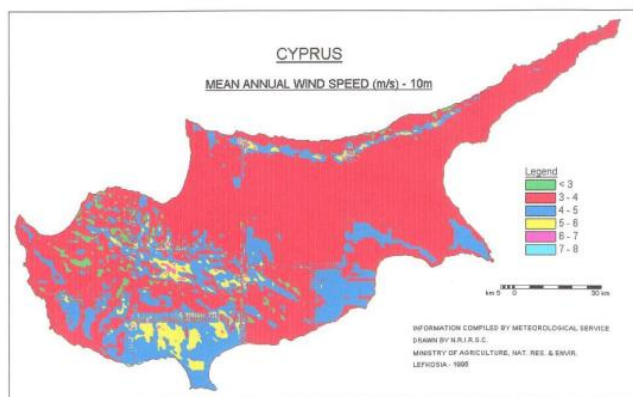 CYPRUS
MEAN ANNUAL WIND SPEED (m/s) - 10m
Legend
< 3
3 - 4
4 - 5
5 - 6
6 - 7
7 - 8
km 5 0 30 km
INFORMATION COMPILED BY METEOROLOGICAL SERVICE
DRAWN BY N.R.I.R.S.C.
MINISTRY OF AGRICULTURE, NAT. RES. & ENVIR.
LEFKOSIA - 1995